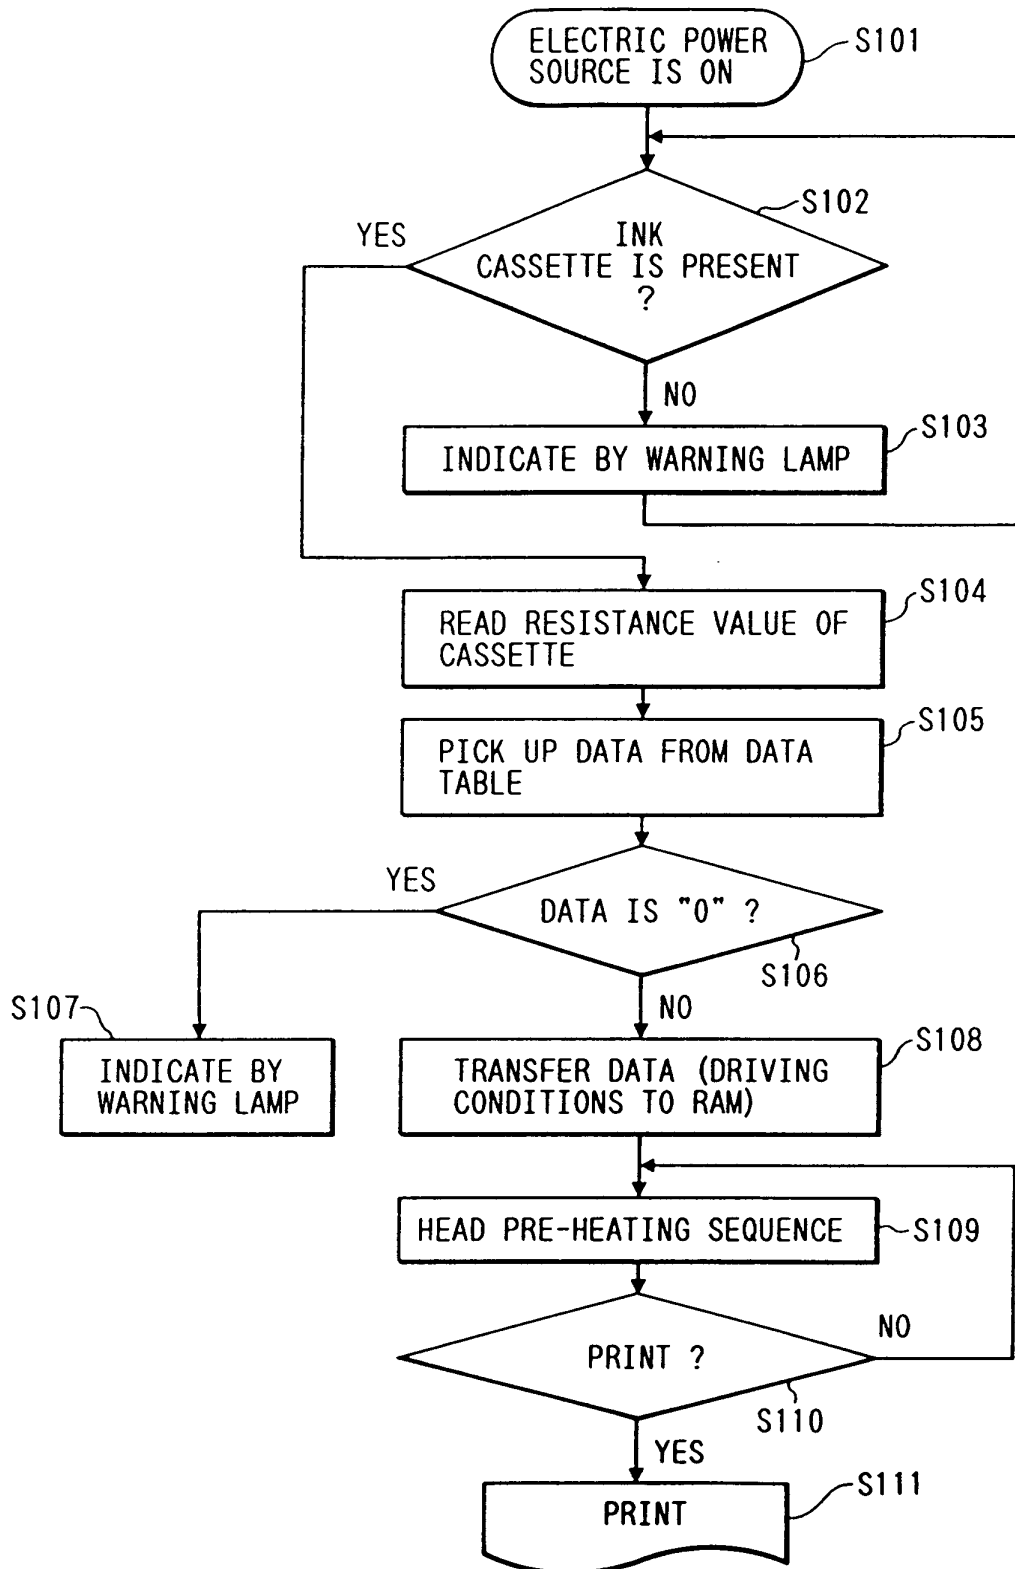 ELECTRIC POWER
SOURCE IS ON
S101
S102
YES
INK
CASSETTE IS PRESENT
?
NO
S103
INDICATE BY WARNING LAMP
S104
READ RESISTANCE VALUE OF
CASSETTE
S105
PICK UP DATA FROM DATA
TABLE
YES
DATA IS "0" ?
S106
NO
S107
INDICATE BY
WARNING LAMP
S108
TRANSFER DATA (DRIVING
CONDITIONS TO RAM)
HEAD PRE-HEATING SEQUENCE
S109
NO
PRINT ?
S110
YES
S111
PRINT